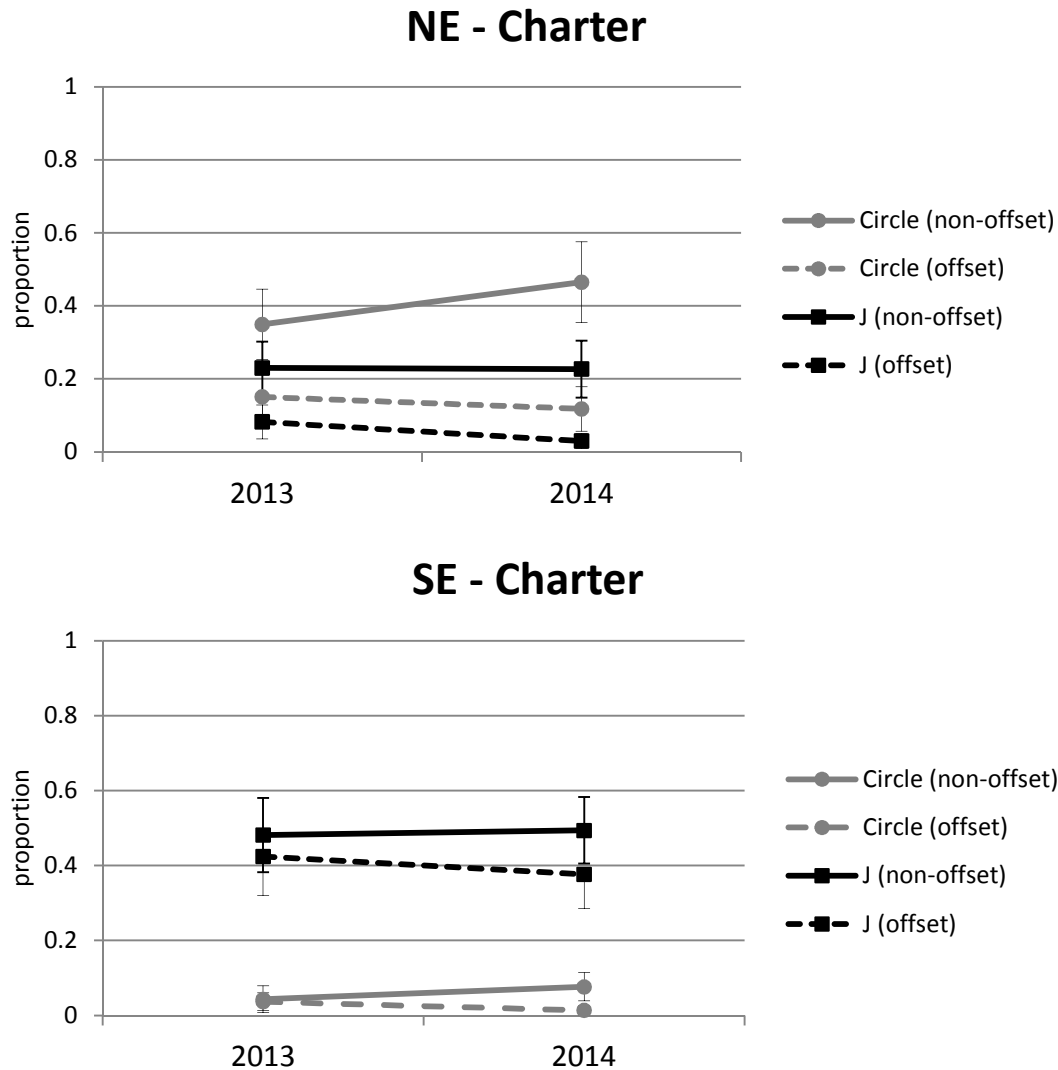 NE - Charter
1
0.8
0.6
0.4
0.2
0
proportion
2013 2014
Circle (non-offset)
Circle (offset)
J (non-offset)
J (offset)
SE - Charter
1
0.8
0.6
0.4
0.2
0
proportion
2013 2014
Circle (non-offset)
Circle (offset)
J (non-offset)
J (offset)